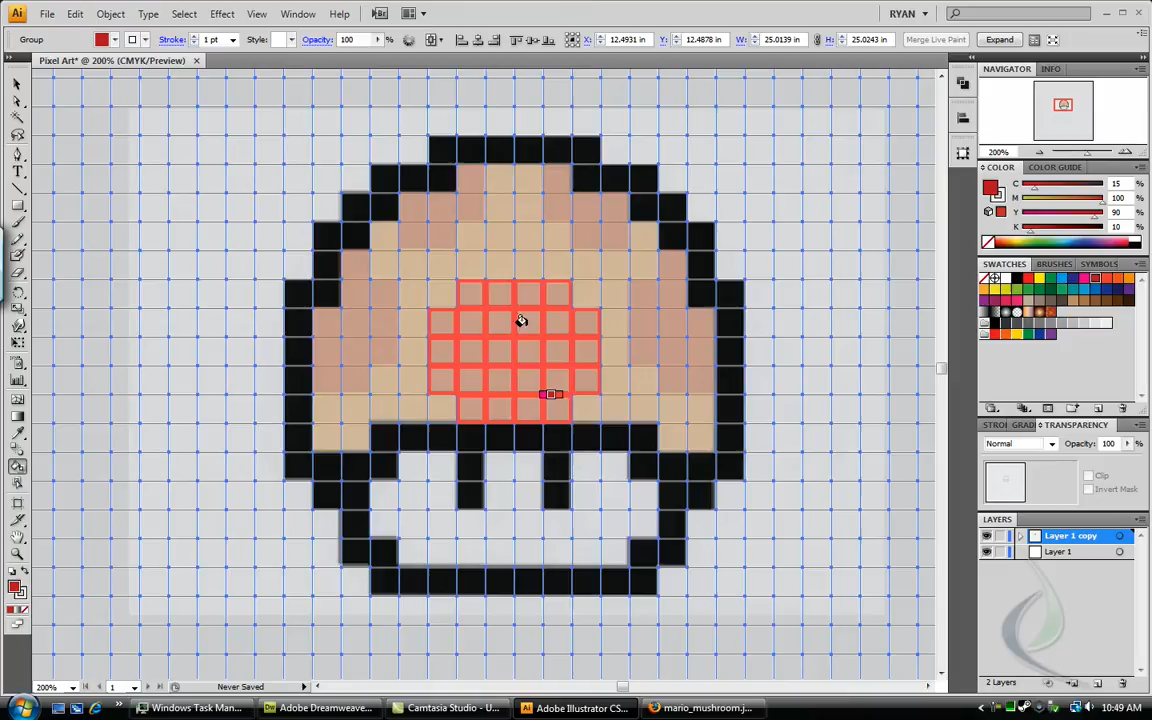 Ai File Edit Object Type Select Effect View Window Help Br RYAN
Group Stroke: 1 pt Style: Opacity: 100 % X: 12.4931 in Y: 12.4878 in W: 25.0139 in H: 25.0243 in Merge Live Paint Expand
Pixel Art* @ 200% (CMYK/Preview) ×
NAVIGATOR INFO
200%
COLOR COLOR GUIDE
C 15 %
M 100 %
Y 90 %
K 10 %
SWATCHES BRUSHES SYMBOLS
STROI GRADI TRANSPARENCY
Normal Opacity: 100 %
Clip
Invert Mask
LAYERS
Layer 1 copy
Layer 1
2 Layers
200% 1 Never Saved
Windows Task Man... Adobe Dreamweave... Camtasia Studio - U... Adobe Illustrator CS... mario_mushroom.j... 10:49 AM